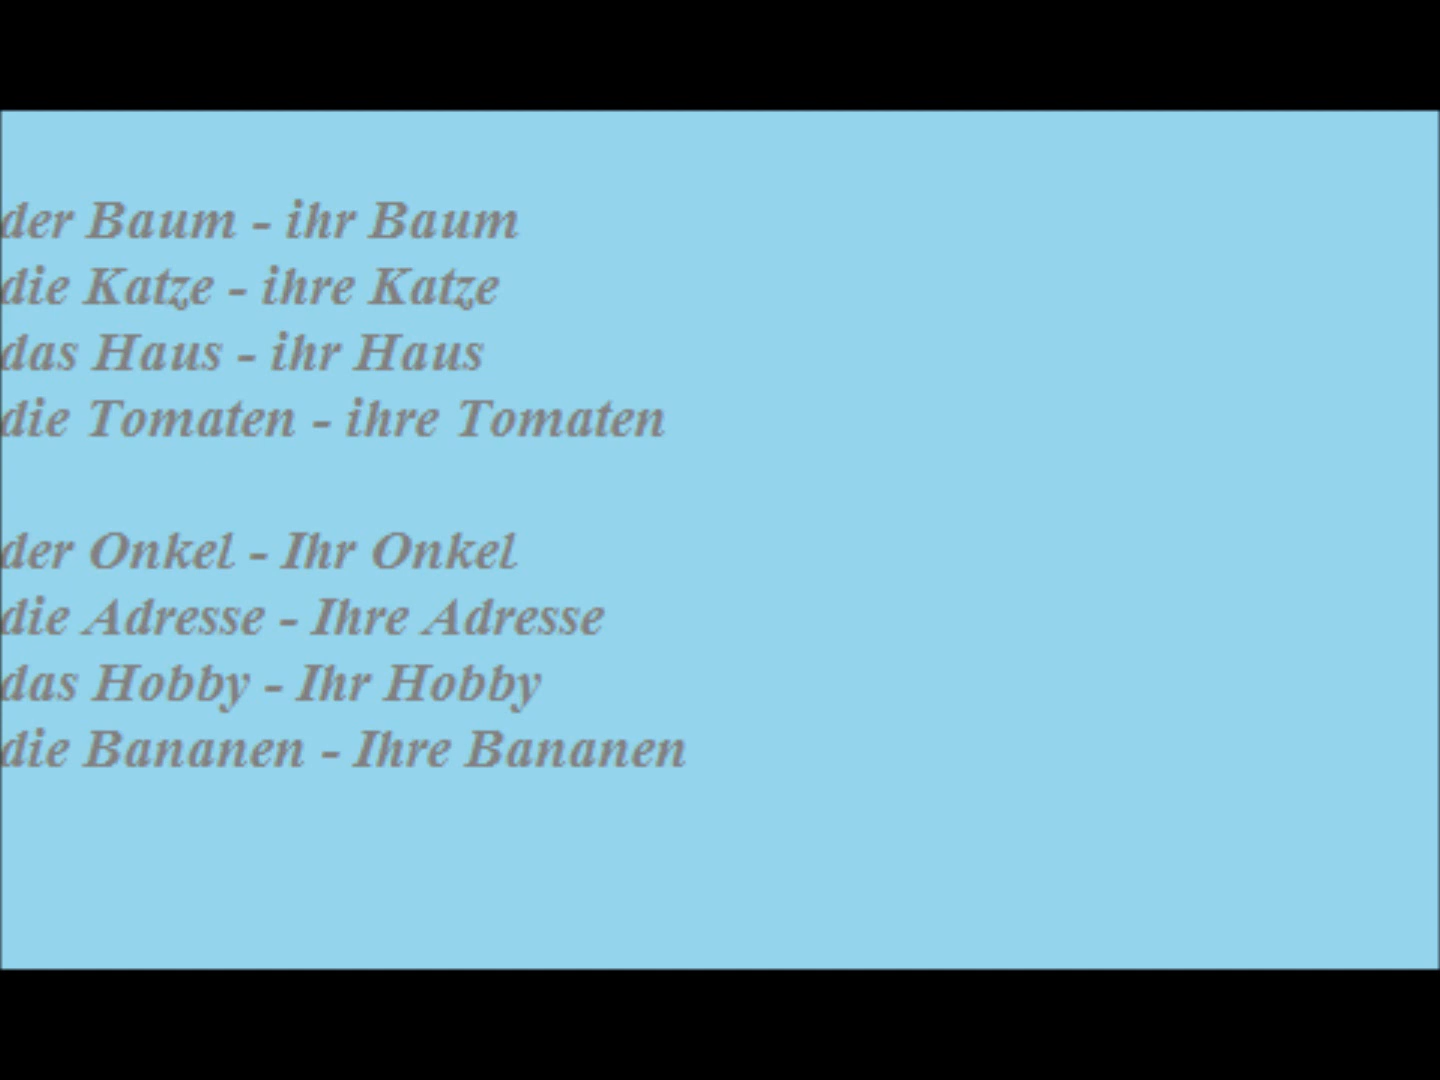 der Baum - ihr Baum
die Katze - ihre Katze
das Haus - ihr Haus
die Tomaten - ihre Tomaten
der Onkel - Ihr Onkel
die Adresse - Ihre Adresse
das Hobby - Ihr Hobby
die Bananen - Ihre Bananen